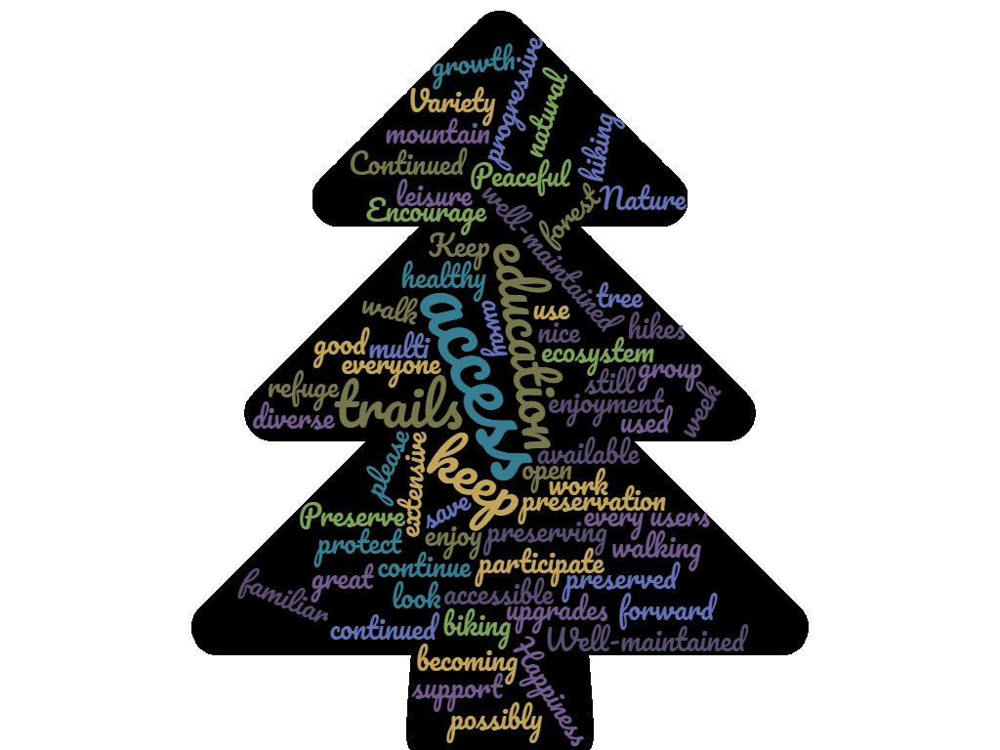 growth
progressive
Variety
natural
mountain
hiking
Continued
Peaceful
leisure
Nature
Encourage
well-maintained
forest
Keep
education
healthy
access
away
tree
walk
use
nice
hikes
good
multi
ecosystem
everyone
group
still
refuge
trails
enjoyment
week
diverse
used
please
extensive
keep
available
open
work
save
preservation
Preserve
every users
protect
enjoy
preserving
walking
continue
participate
great
preserved
familiar
look
accessible
upgrades
forward
continued
biking
Well-maintained
becoming
Happiness
support
possibly